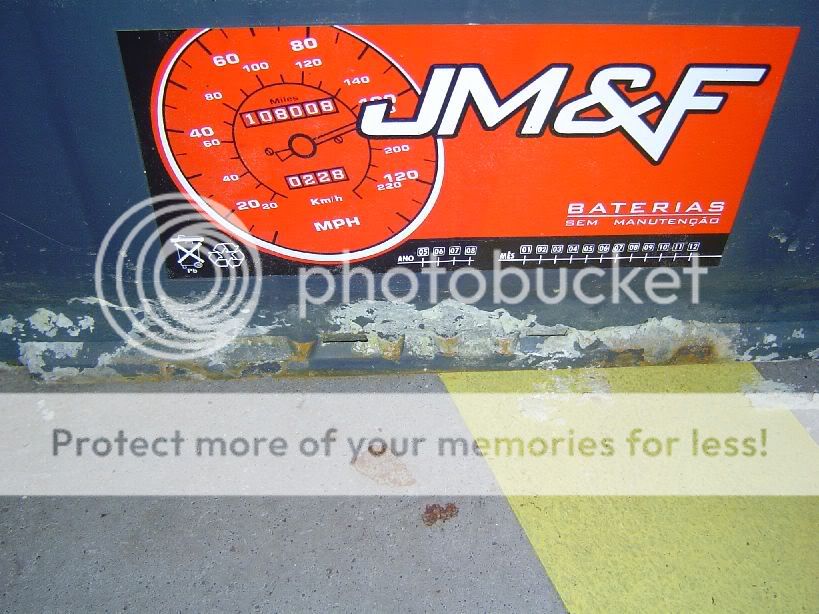 60
80
100
120
80
140
Miles
108008
JM&F
40
60
200
0228
120
220
40
Km/h
20
20
MPH
BATERIAS
SEM MANUTENÇÃO
Pb
ANO 05 06 07 08
MÊS 01 02 03 04 05 06 07 08 09 10 11 12
photobucket
Protect more of your memories for less!